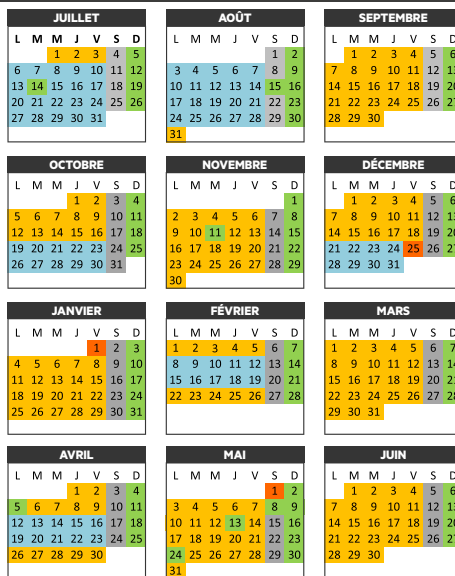 JUILLET
L M M J V S D
1 2 3 4 5
6 7 8 9 10 11 12
13 14 15 16 17 18 19
20 21 22 23 24 25 26
27 28 29 30 31
AOÛT
L M M J V S D
1 2
3 4 5 6 7 8 9
10 11 12 13 14 15 16
17 18 19 20 21 22 23
24 25 26 27 28 29 30
31
SEPTEMBRE
L M M J V S D
1 2 3 4 5 6
7 8 9 10 11 12 13
14 15 16 17 18 19 20
21 22 23 24 25 26 27
28 29 30
OCTOBRE
L M M J V S D
1 2 3 4
5 6 7 8 9 10 11
12 13 14 15 16 17 18
19 20 21 22 23 24 25
26 27 28 29 30 31
NOVEMBRE
L M M J V S D
1
2 3 4 5 6 7 8
9 10 11 12 13 14 15
16 17 18 19 20 21 22
23 24 25 26 27 28 29
30
DÉCEMBRE
L M M J V S D
1 2 3 4 5 6
7 8 9 10 11 12 13
14 15 16 17 18 19 20
21 22 23 24 25 26 27
28 29 30 31
JANVIER
L M M J V S D
1 2 3
4 5 6 7 8 9 10
11 12 13 14 15 16 17
18 19 20 21 22 23 24
25 26 27 28 29 30 31
FÉVRIER
L M M J V S D
1 2 3 4 5 6 7
8 9 10 11 12 13 14
15 16 17 18 19 20 21
22 23 24 25 26 27 28
MARS
L M M J V S D
1 2 3 4 5 6 7
8 9 10 11 12 13 14
15 16 17 18 19 20 21
22 23 24 25 26 27 28
29 30 31
AVRIL
L M M J V S D
1 2 3 4
5 6 7 8 9 10 11
12 13 14 15 16 17 18
19 20 21 22 23 24 25
26 27 28 29 30
MAI
L M M J V S D
1 2
3 4 5 6 7 8 9
10 11 12 13 14 15 16
17 18 19 20 21 22 23
24 25 26 27 28 29 30
31
JUIN
L M M J V S D
1 2 3 4 5 6
7 8 9 10 11 12 13
14 15 16 17 18 19 20
21 22 23 24 25 26 27
28 29 30